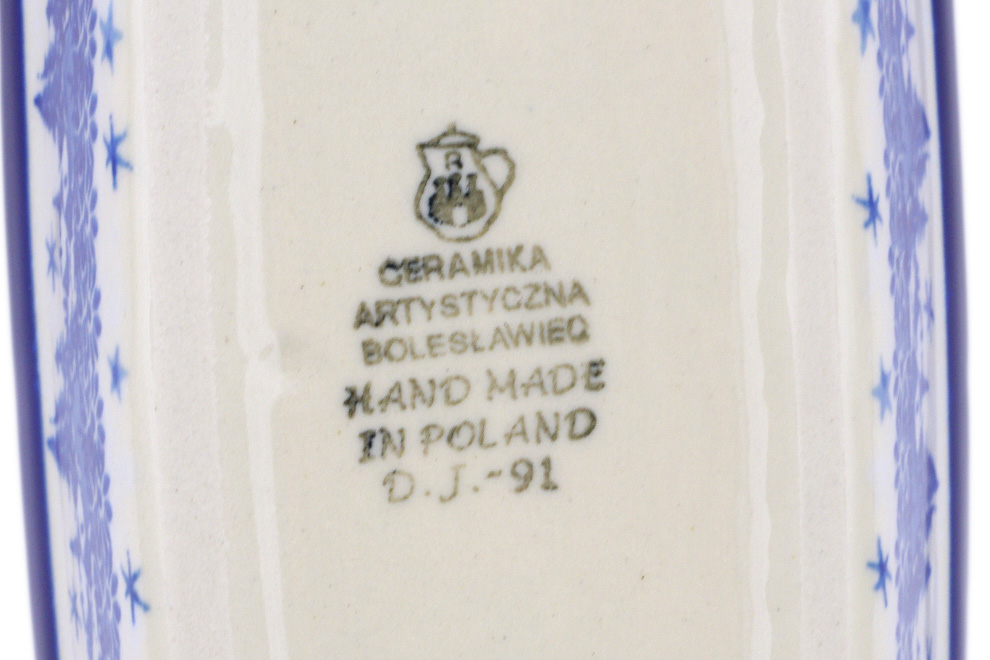 R
CERAMIKA
ARTYSTYCZNA
BOLESŁAWIEC
HAND MADE
IN POLAND
D.J.-91